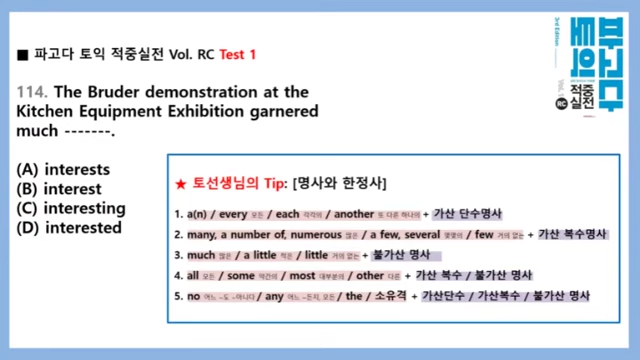 ■ 파고다 토익 적중실전 Vol. RC Test 1
3rd Edition
파고다
토익
적중
실전
RC
114. The Bruder demonstration at the
Kitchen Equipment Exhibition garnered
much -------.
(A) interests
(B) interest
(C) interesting
(D) interested
★ 토선생님의 Tip: [명사와 한정사]
1. a(n) / every 모든 / each 각각의 / another 또 다른 하나의 + 가산 단수명사
2. many, a number of, numerous 많은 / a few, several 몇몇의 / few 거의 없는 + 가산 복수명사
3. much 많은 / a little 적은 / little 거의 없는 + 불가산 명사
4. all 모든 / some 약간의 / most 대부분의 / other 다른 + 가산 복수 / 불가산 명사
5. no 어느 ~도 ~아니다 / any 어느 ~든지, 모든 / the / 소유격 + 가산단수 / 가산복수 / 불가산 명사